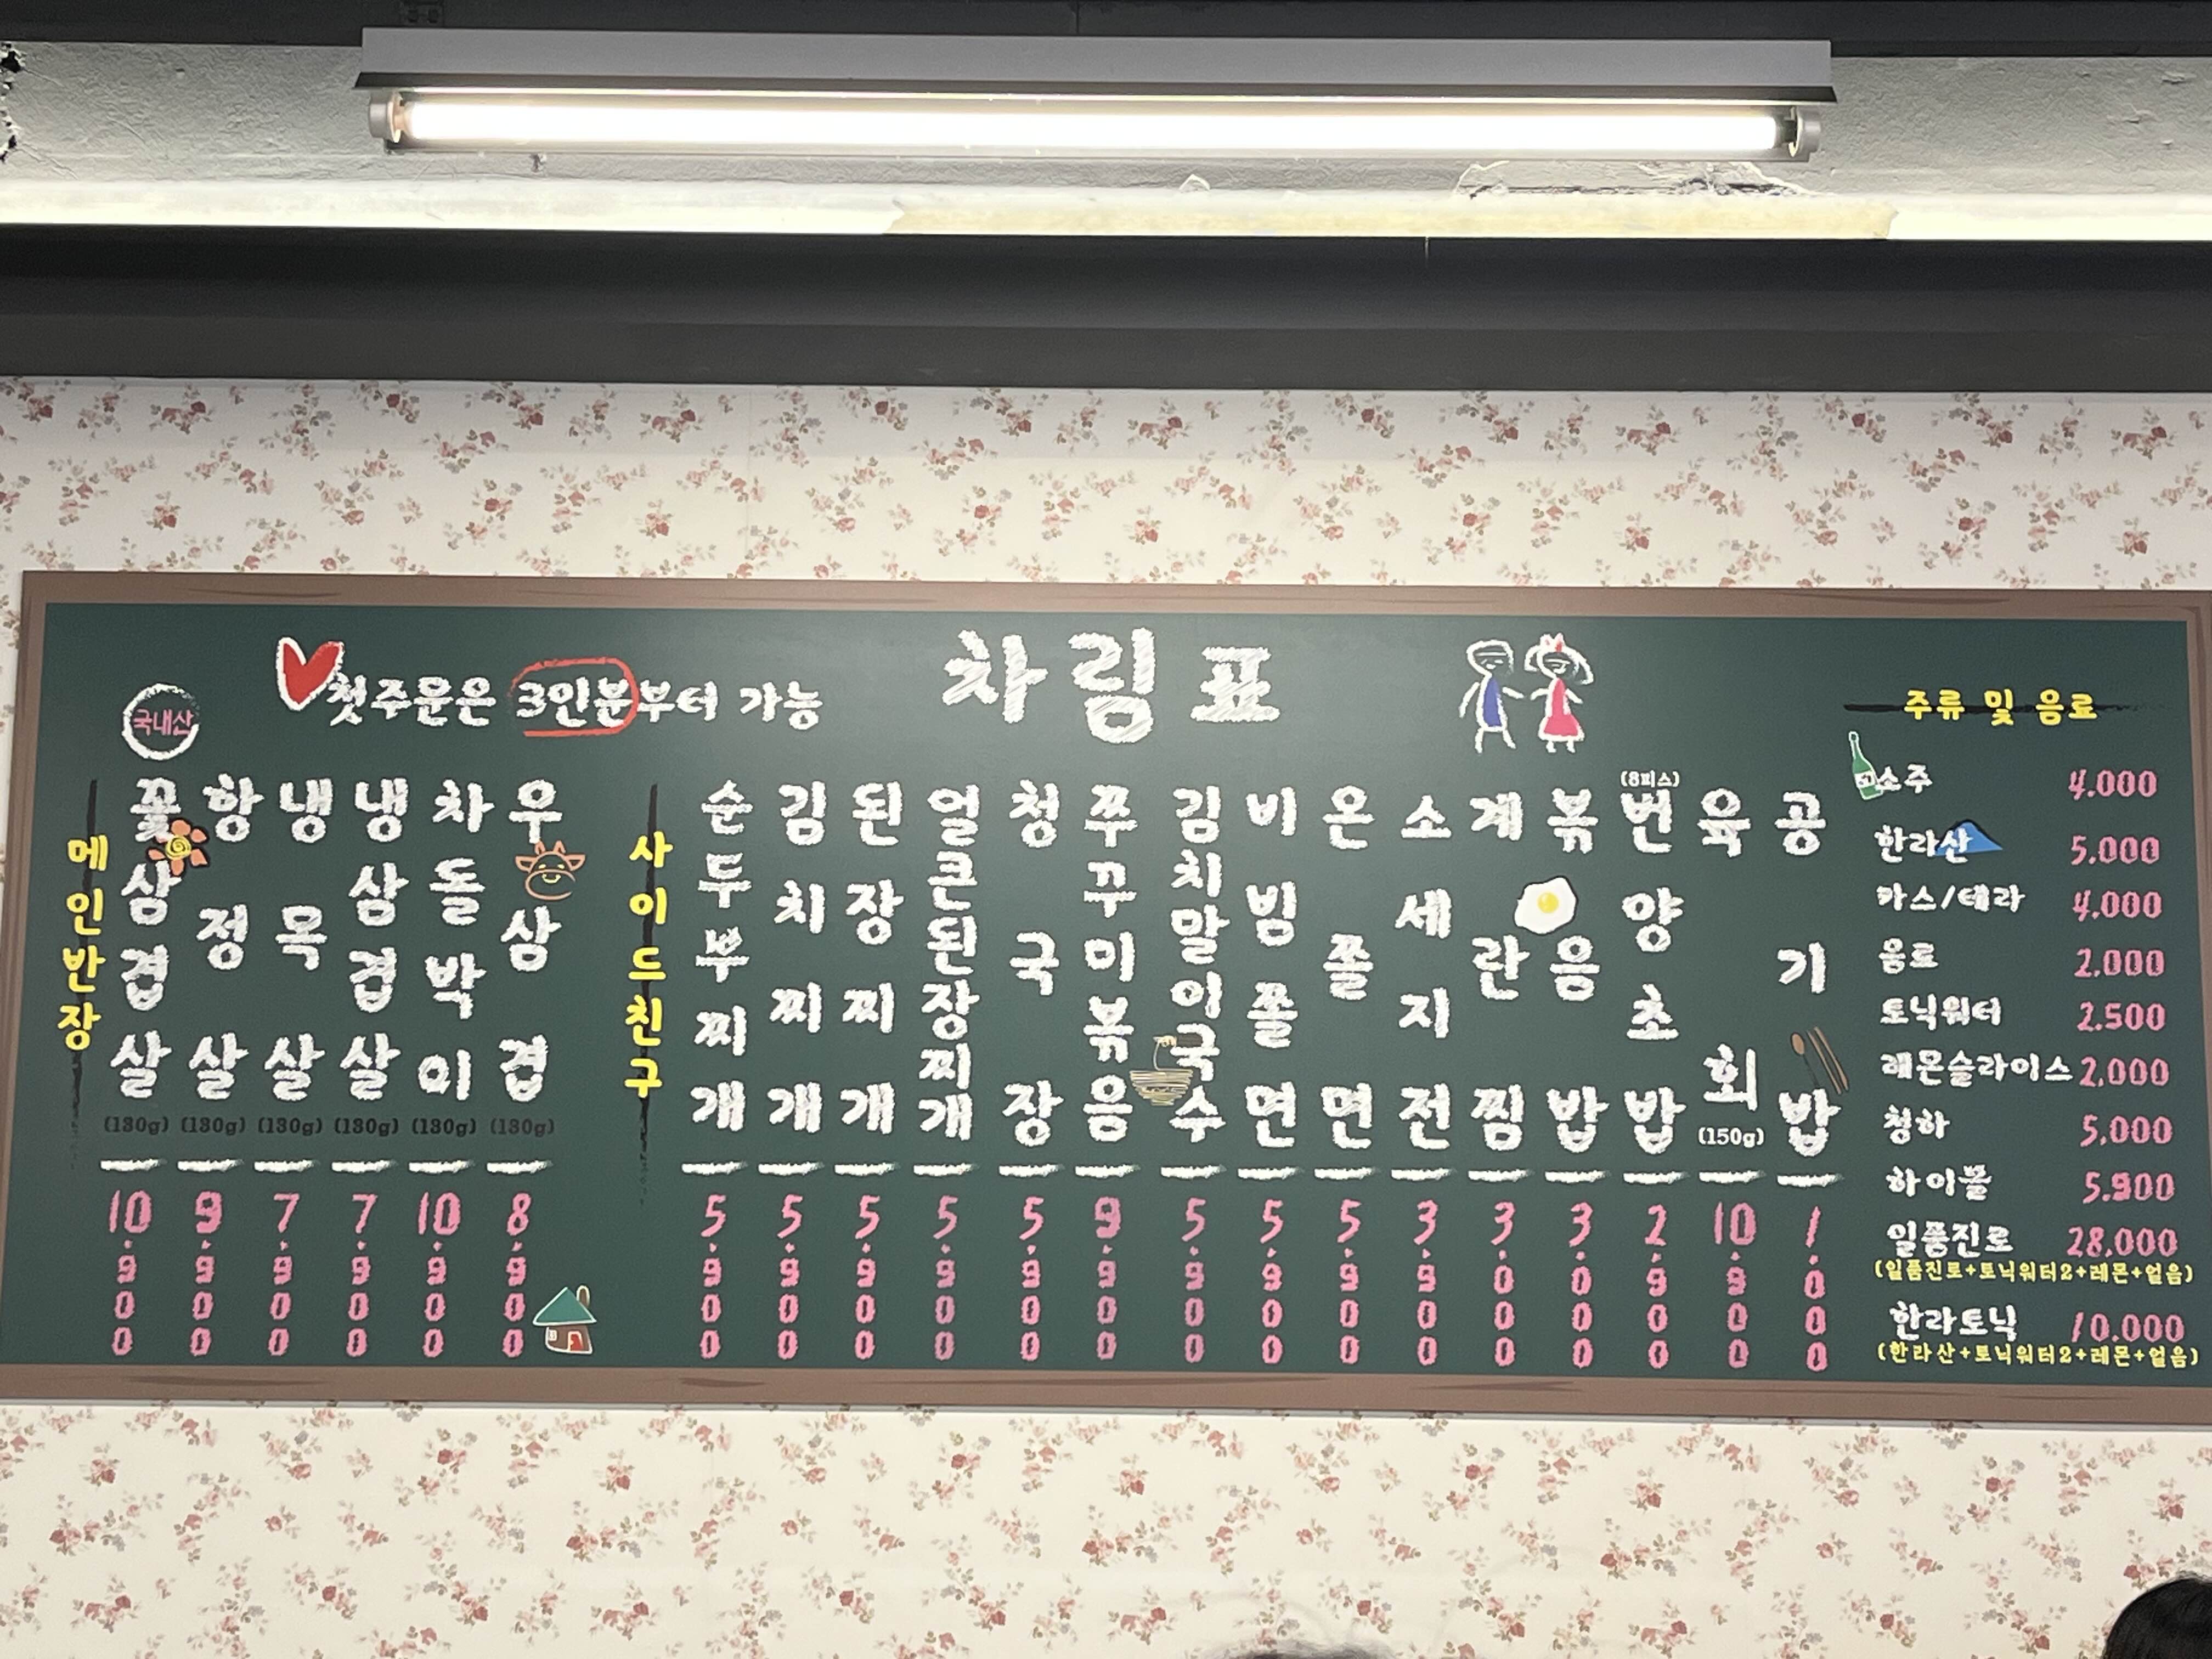 차림표
♥첫주문은 3인분부터 가능
국내산
메인반장
꽃삼겹살 (180g) 10.900
항정살 (180g) 9.900
냉목살 (180g) 7.900
냉삼겹살 (180g) 7.900
차돌박이 (180g) 10.900
우삼겹 (180g) 8.900
사이드친구
순두부찌개 5.900
김치찌개 5.900
된장찌개 5.900
얼큰된장찌개 5.900
청국장 5.900
쭈꾸미볶음 9.900
김치말이국수 5.900
비빔쫄면 5.900
온쫄면 5.900
소세지전 3.900
계란찜 3.000
볶음밥 3.000
(8피스) 번양초밥 2.900
육회 (150g) 10.900
공기밥 1.000
주류 및 음료
소주 4.000
한라산 5.000
카스/테라 4.000
음료 2.000
토닉워터 2.500
레몬슬라이스 2,000
청하 5,000
하이볼 5.900
일품진로 28,000
(일품진로+토닉워터2+레몬+얼음)
한라토닉 10.000
(한라산+토닉워터2+레몬+얼음)